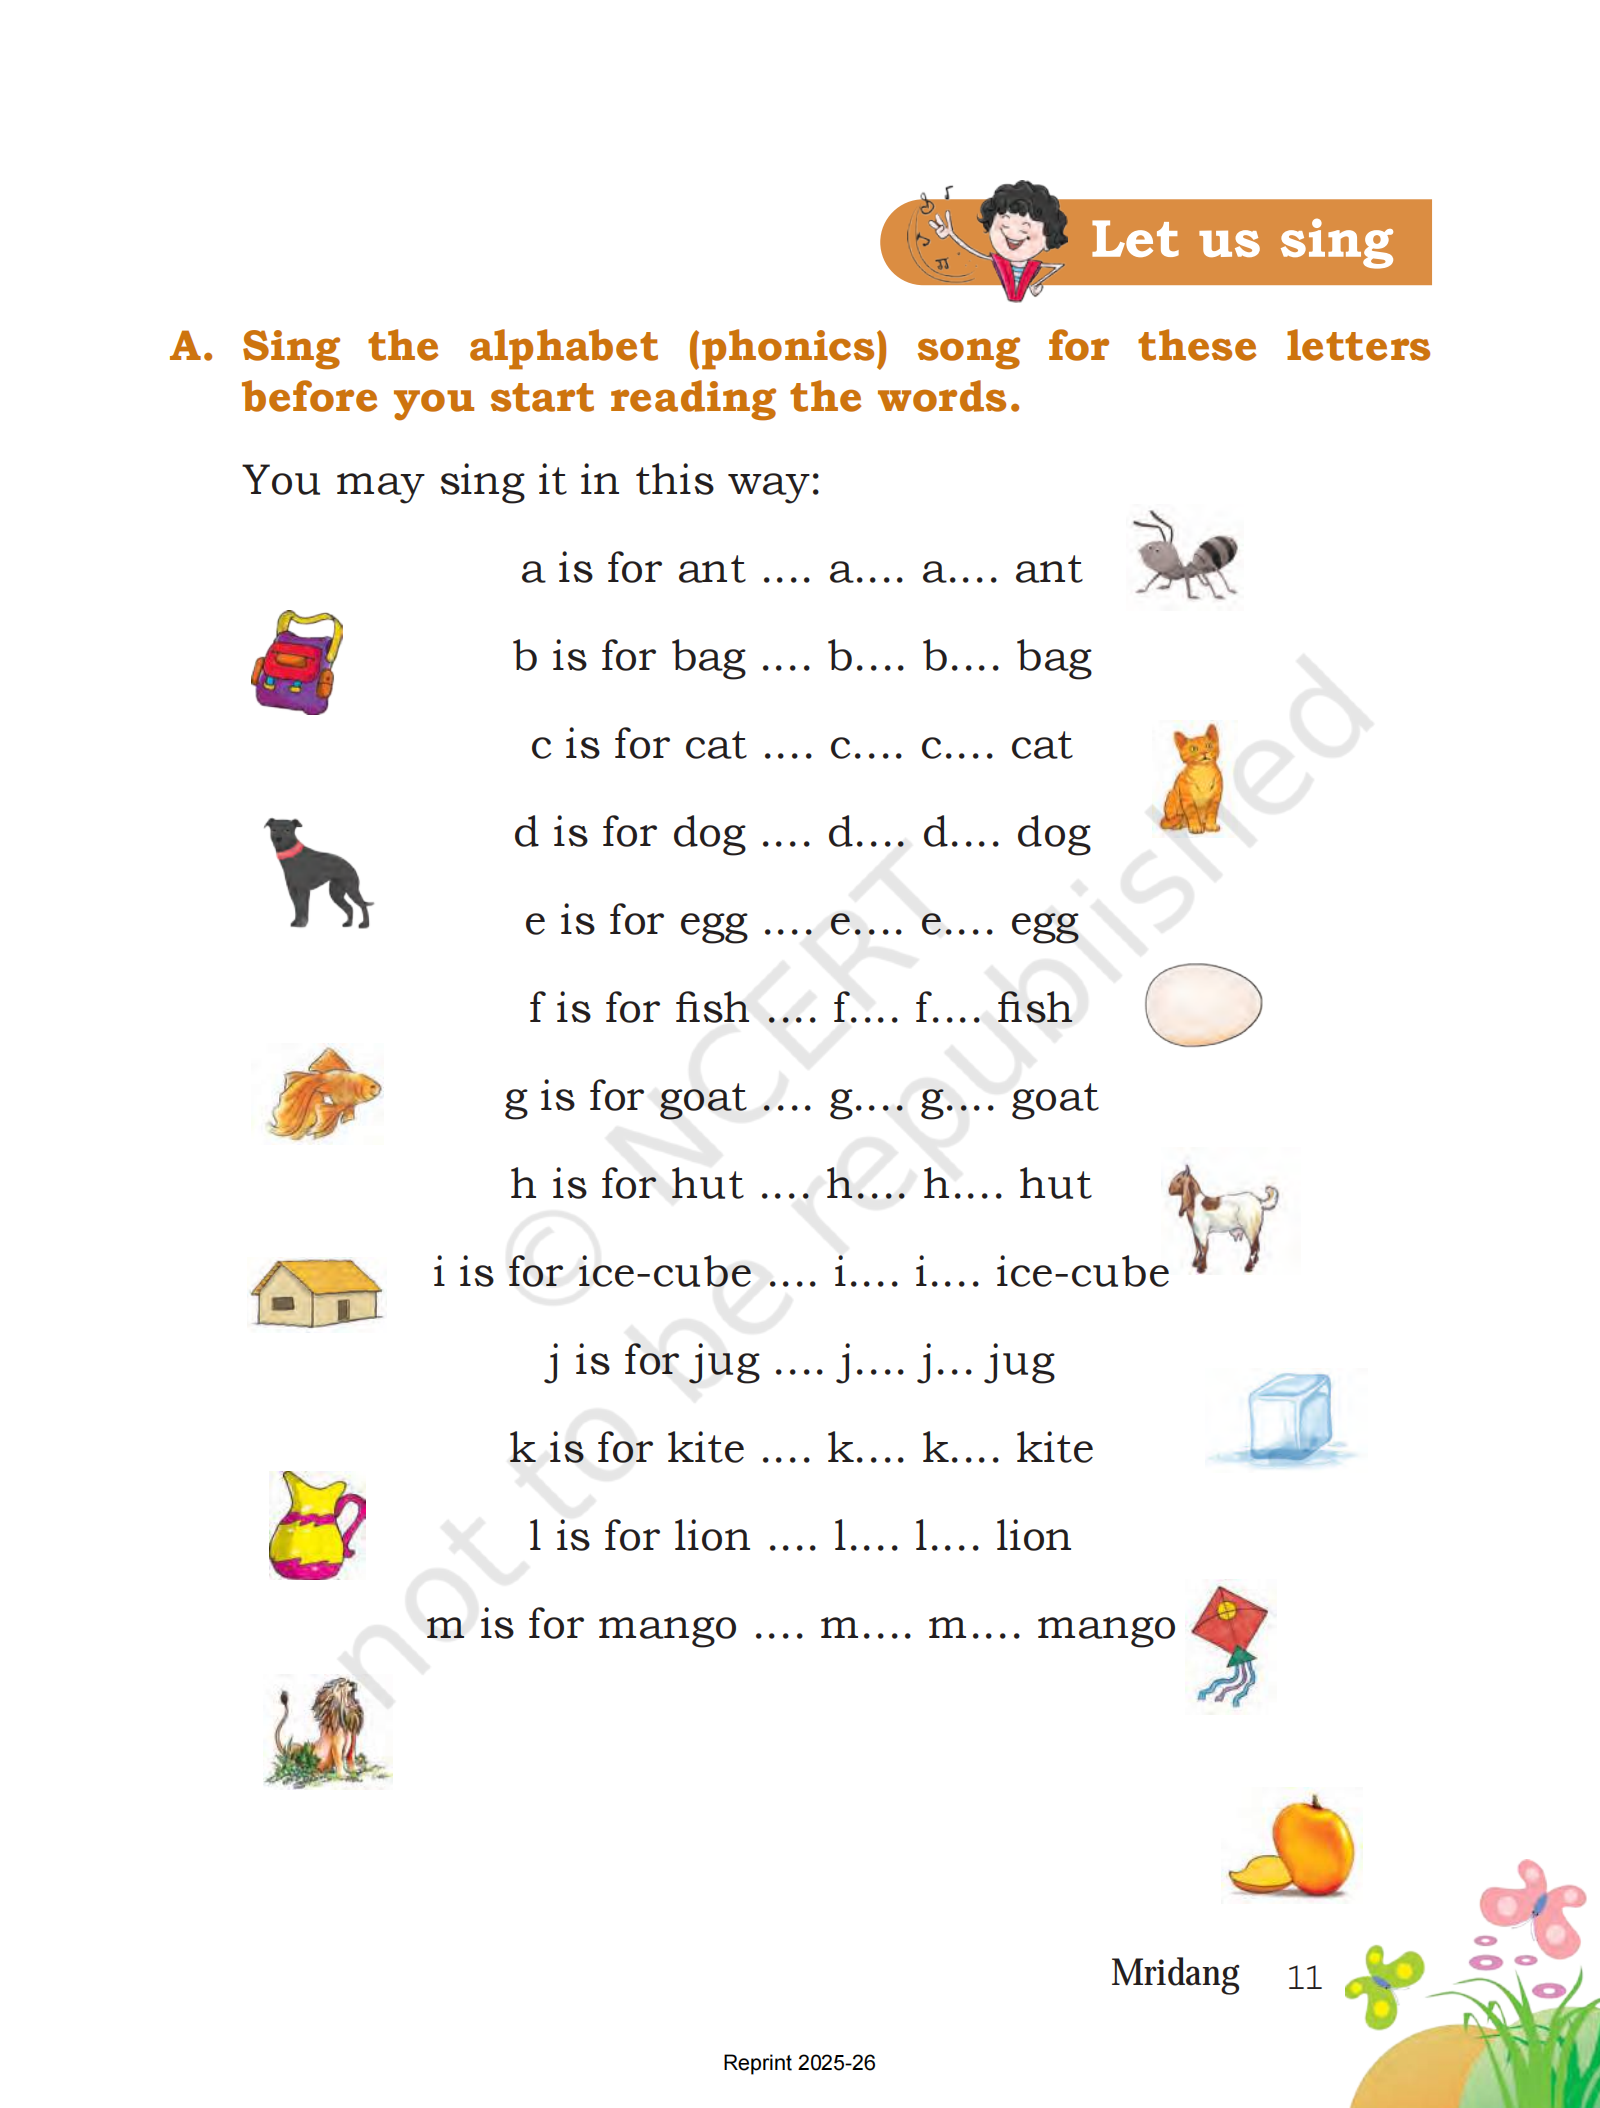 Let us sing
A. Sing the alphabet (phonics) song for these letters
before you start reading the words.
You may sing it in this way:
a is for ant .... a.... a.... ant
b is for bag .... b.... b.... bag
c is for cat .... c.... c.... cat
d is for dog .... d.... d.... dog
e is for egg .... e.... e.... egg
f is for fish .... f.... f.... fish
g is for goat .... g.... g.... goat
h is for hut .... h.... h.... hut
i is for ice-cube .... i.... i.... ice-cube
j is for jug .... j.... j... jug
k is for kite .... k.... k.... kite
l is for lion .... l.... l.... lion
m is for mango .... m.... m.... mango
© NCERT
not to be republished
Mridang 11
Reprint 2025-26